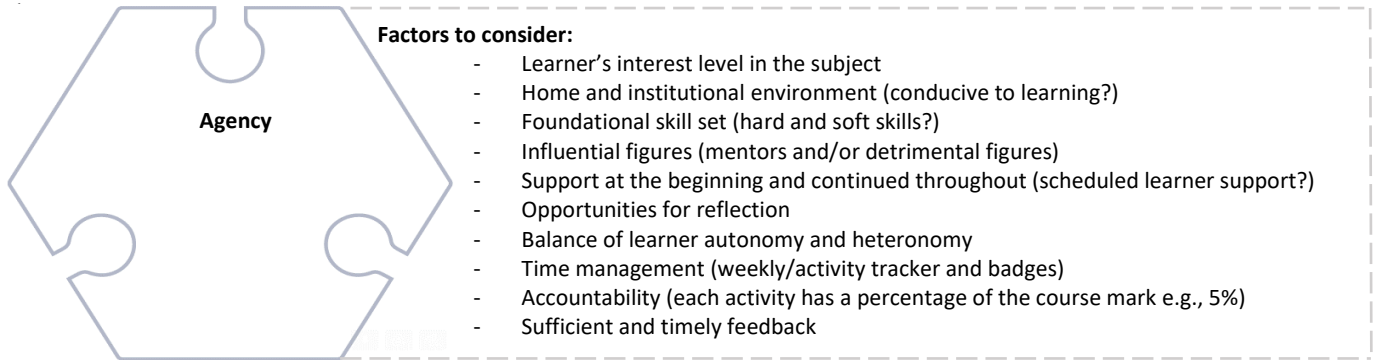 Agency
Factors to consider:
- Learner’s interest level in the subject
- Home and institutional environment (conducive to learning?)
- Foundational skill set (hard and soft skills?)
- Influential figures (mentors and/or detrimental figures)
- Support at the beginning and continued throughout (scheduled learner support?)
- Opportunities for reflection
- Balance of learner autonomy and heteronomy
- Time management (weekly/activity tracker and badges)
- Accountability (each activity has a percentage of the course mark e.g., 5%)
- Sufficient and timely feedback